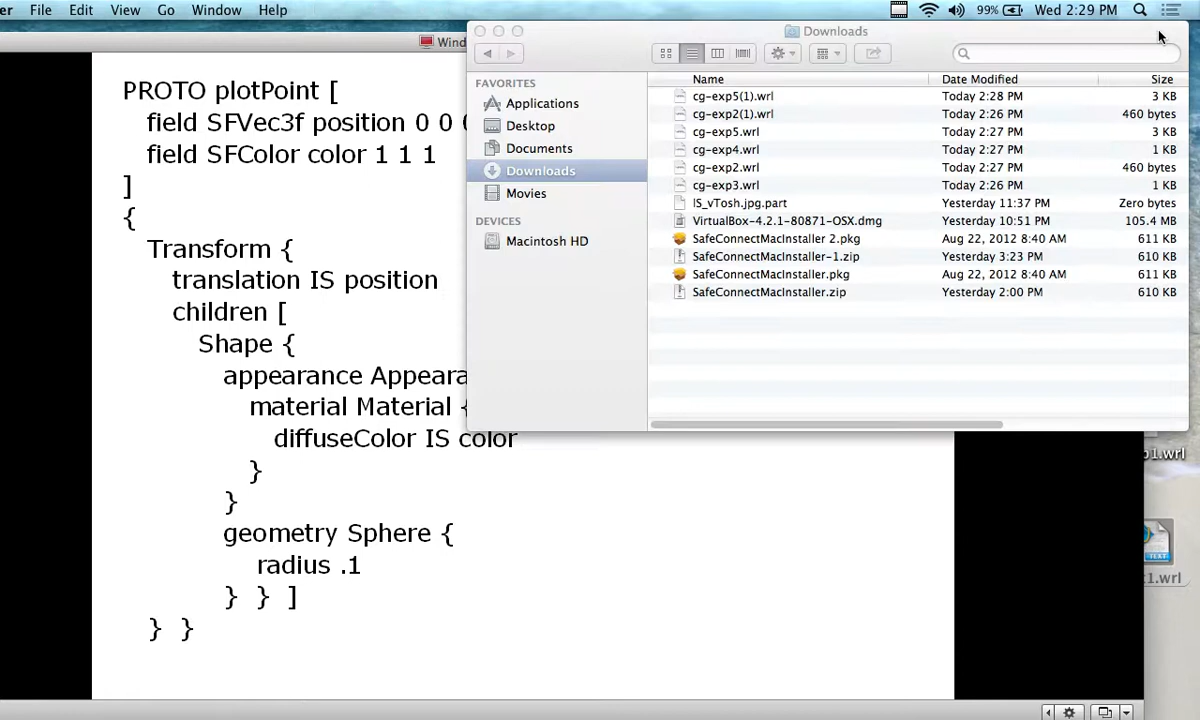 er File Edit View Go Window Help 99% Wed 2:29 PM
Wind
Downloads
PROTO plotPoint [
field SFVec3f position 0 0
field SFColor color 1 1 1
]
{
Transform {
translation IS position
children [
Shape {
appearance Appeara
material Material {
diffuseColor IS color
}
}
geometry Sphere {
radius .1
} } ]
} }
FAVORITES
Applications
Desktop
Documents
Downloads
Movies
DEVICES
Macintosh HD
Name Date Modified Size
cg-exp5(1).wrl Today 2:28 PM 3 KB
cg-exp2(1).wrl Today 2:26 PM 460 bytes
cg-exp5.wrl Today 2:27 PM 3 KB
cg-exp4.wrl Today 2:27 PM 1 KB
cg-exp2.wrl Today 2:27 PM 460 bytes
cg-exp3.wrl Today 2:26 PM 1 KB
IS_vTosh.jpg.part Yesterday 11:37 PM Zero bytes
VirtualBox-4.2.1-80871-OSX.dmg Yesterday 10:51 PM 105.4 MB
SafeConnectMacInstaller 2.pkg Aug 22, 2012 8:40 AM 611 KB
SafeConnectMacInstaller-1.zip Yesterday 3:23 PM 610 KB
SafeConnectMacInstaller.pkg Aug 22, 2012 8:40 AM 611 KB
SafeConnectMacInstaller.zip Yesterday 2:00 PM 610 KB
1.wrl
TEXT
1.wrl